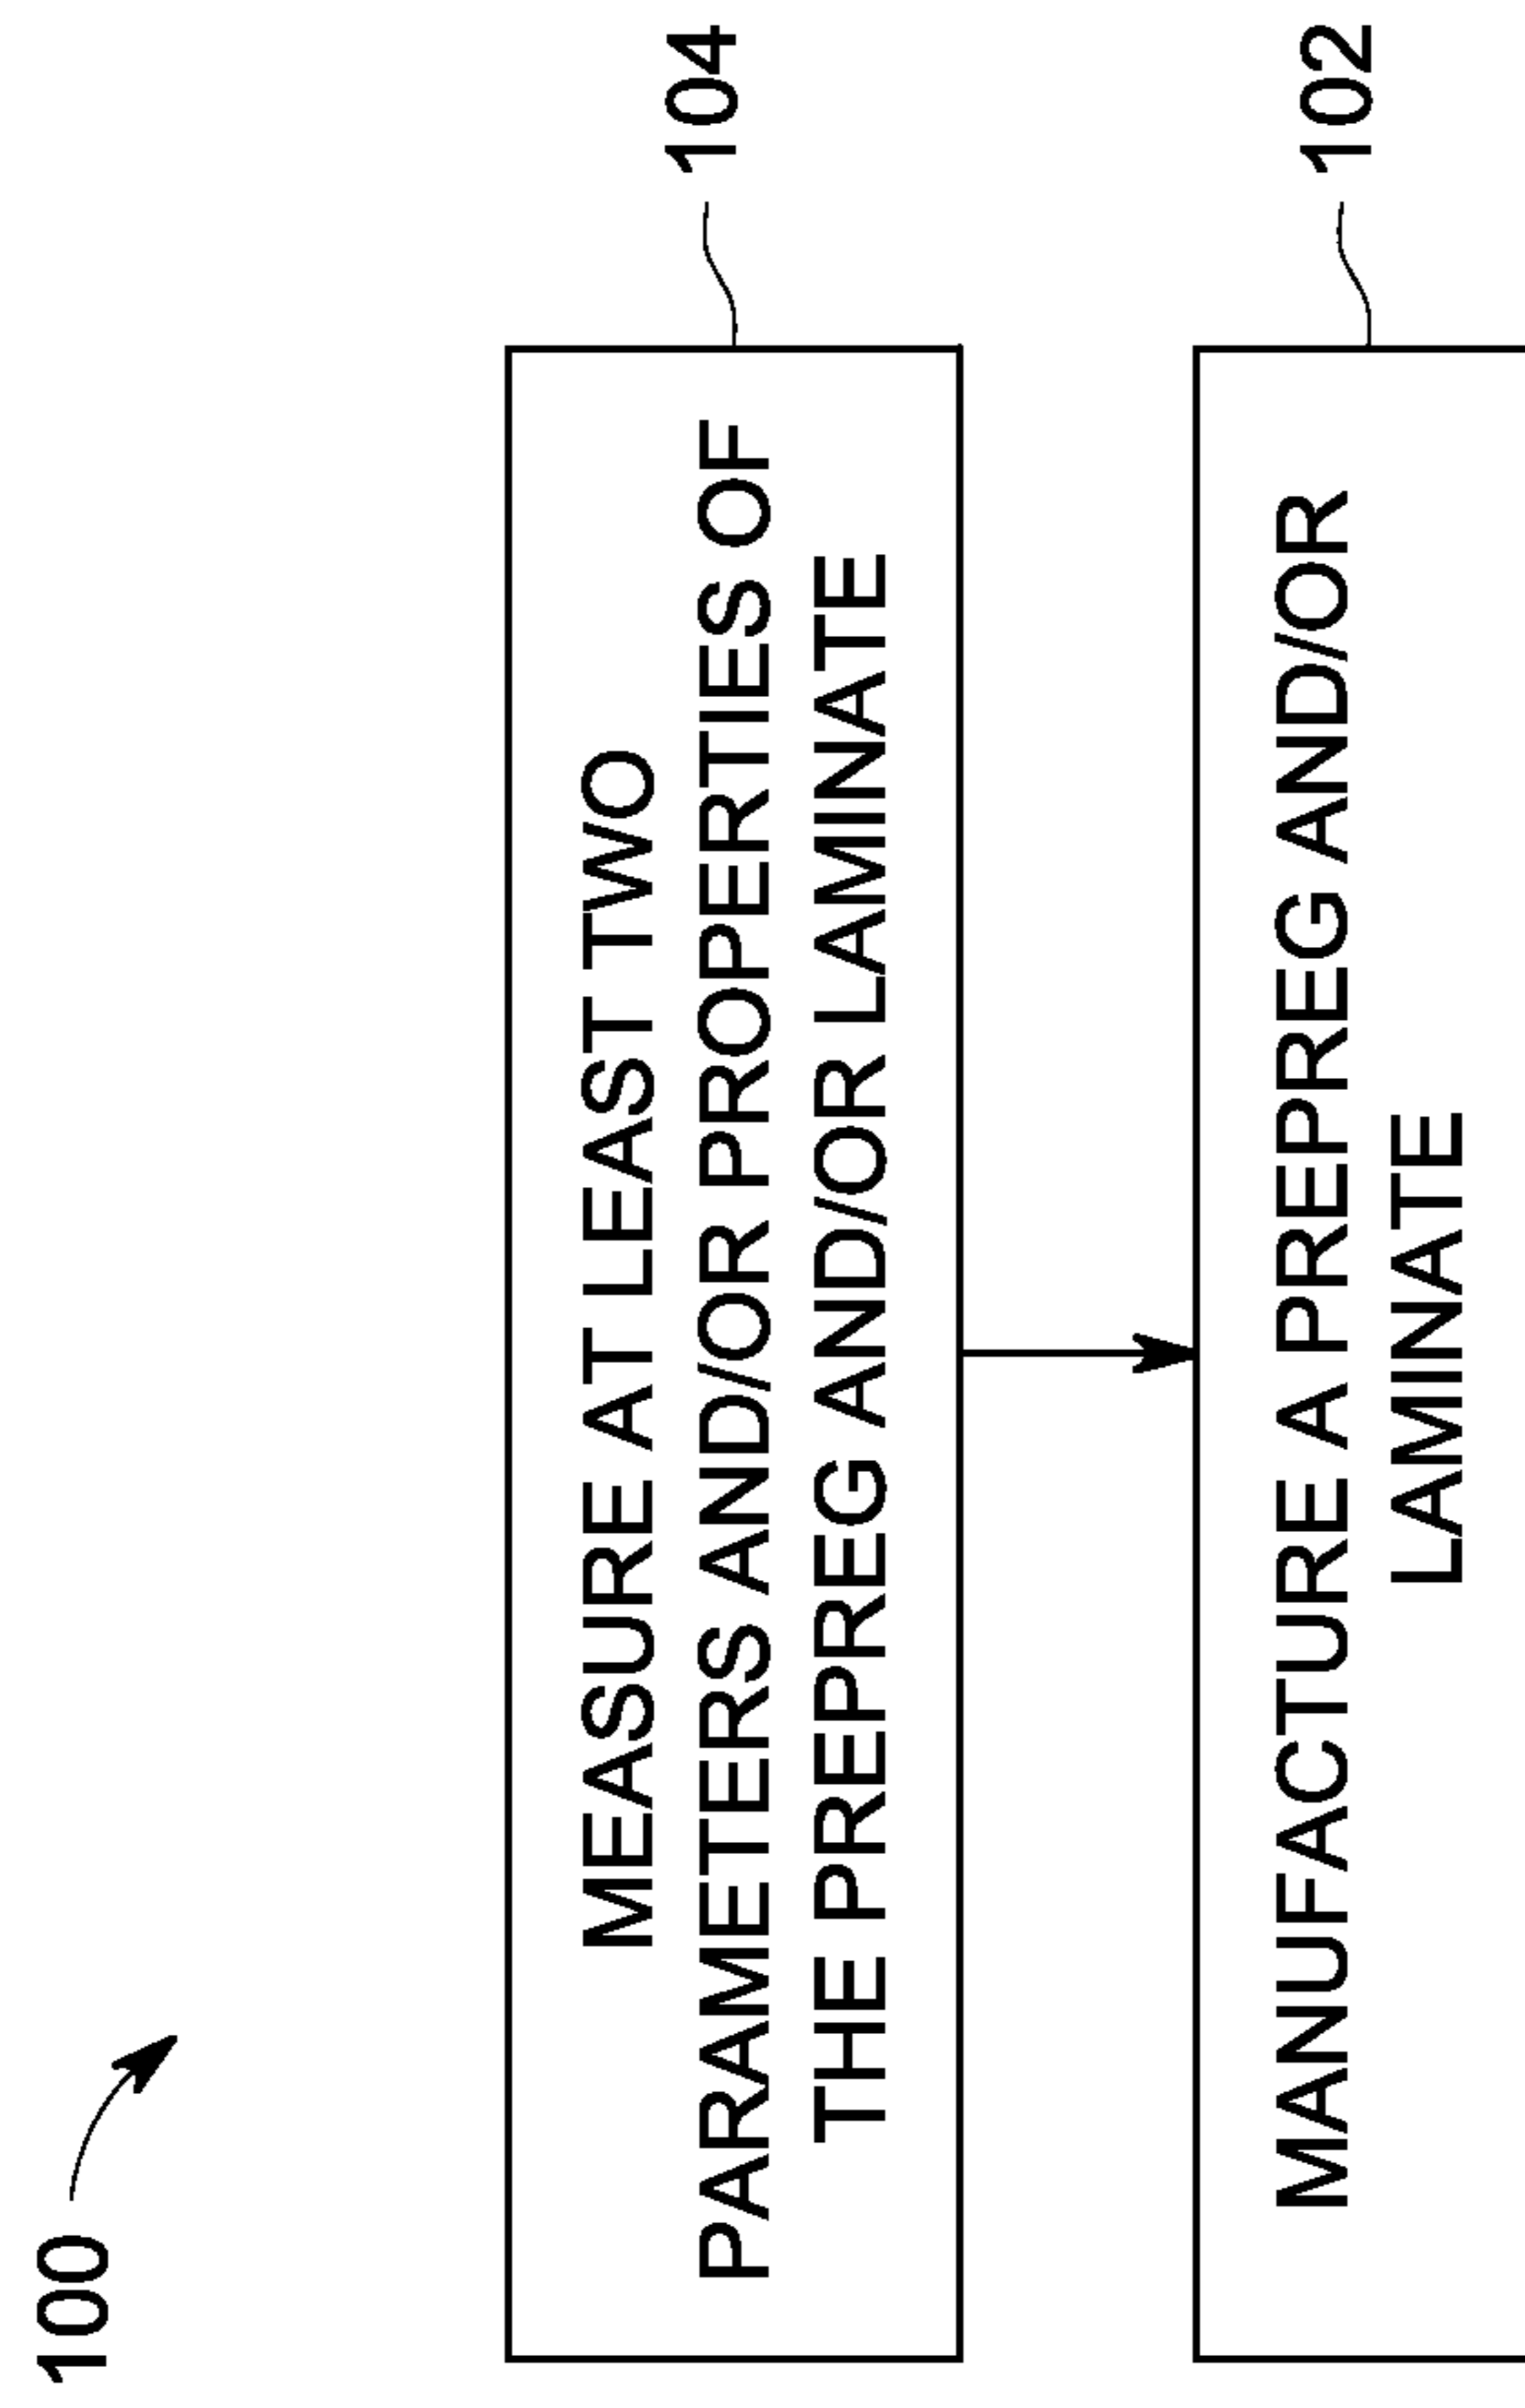 100
MEASURE AT LEAST TWO
PARAMETERS AND/OR PROPERTIES OF
THE PREPREG AND/OR LAMINATE
104
MANUFACTURE A PREPREG AND/OR
LAMINATE
102